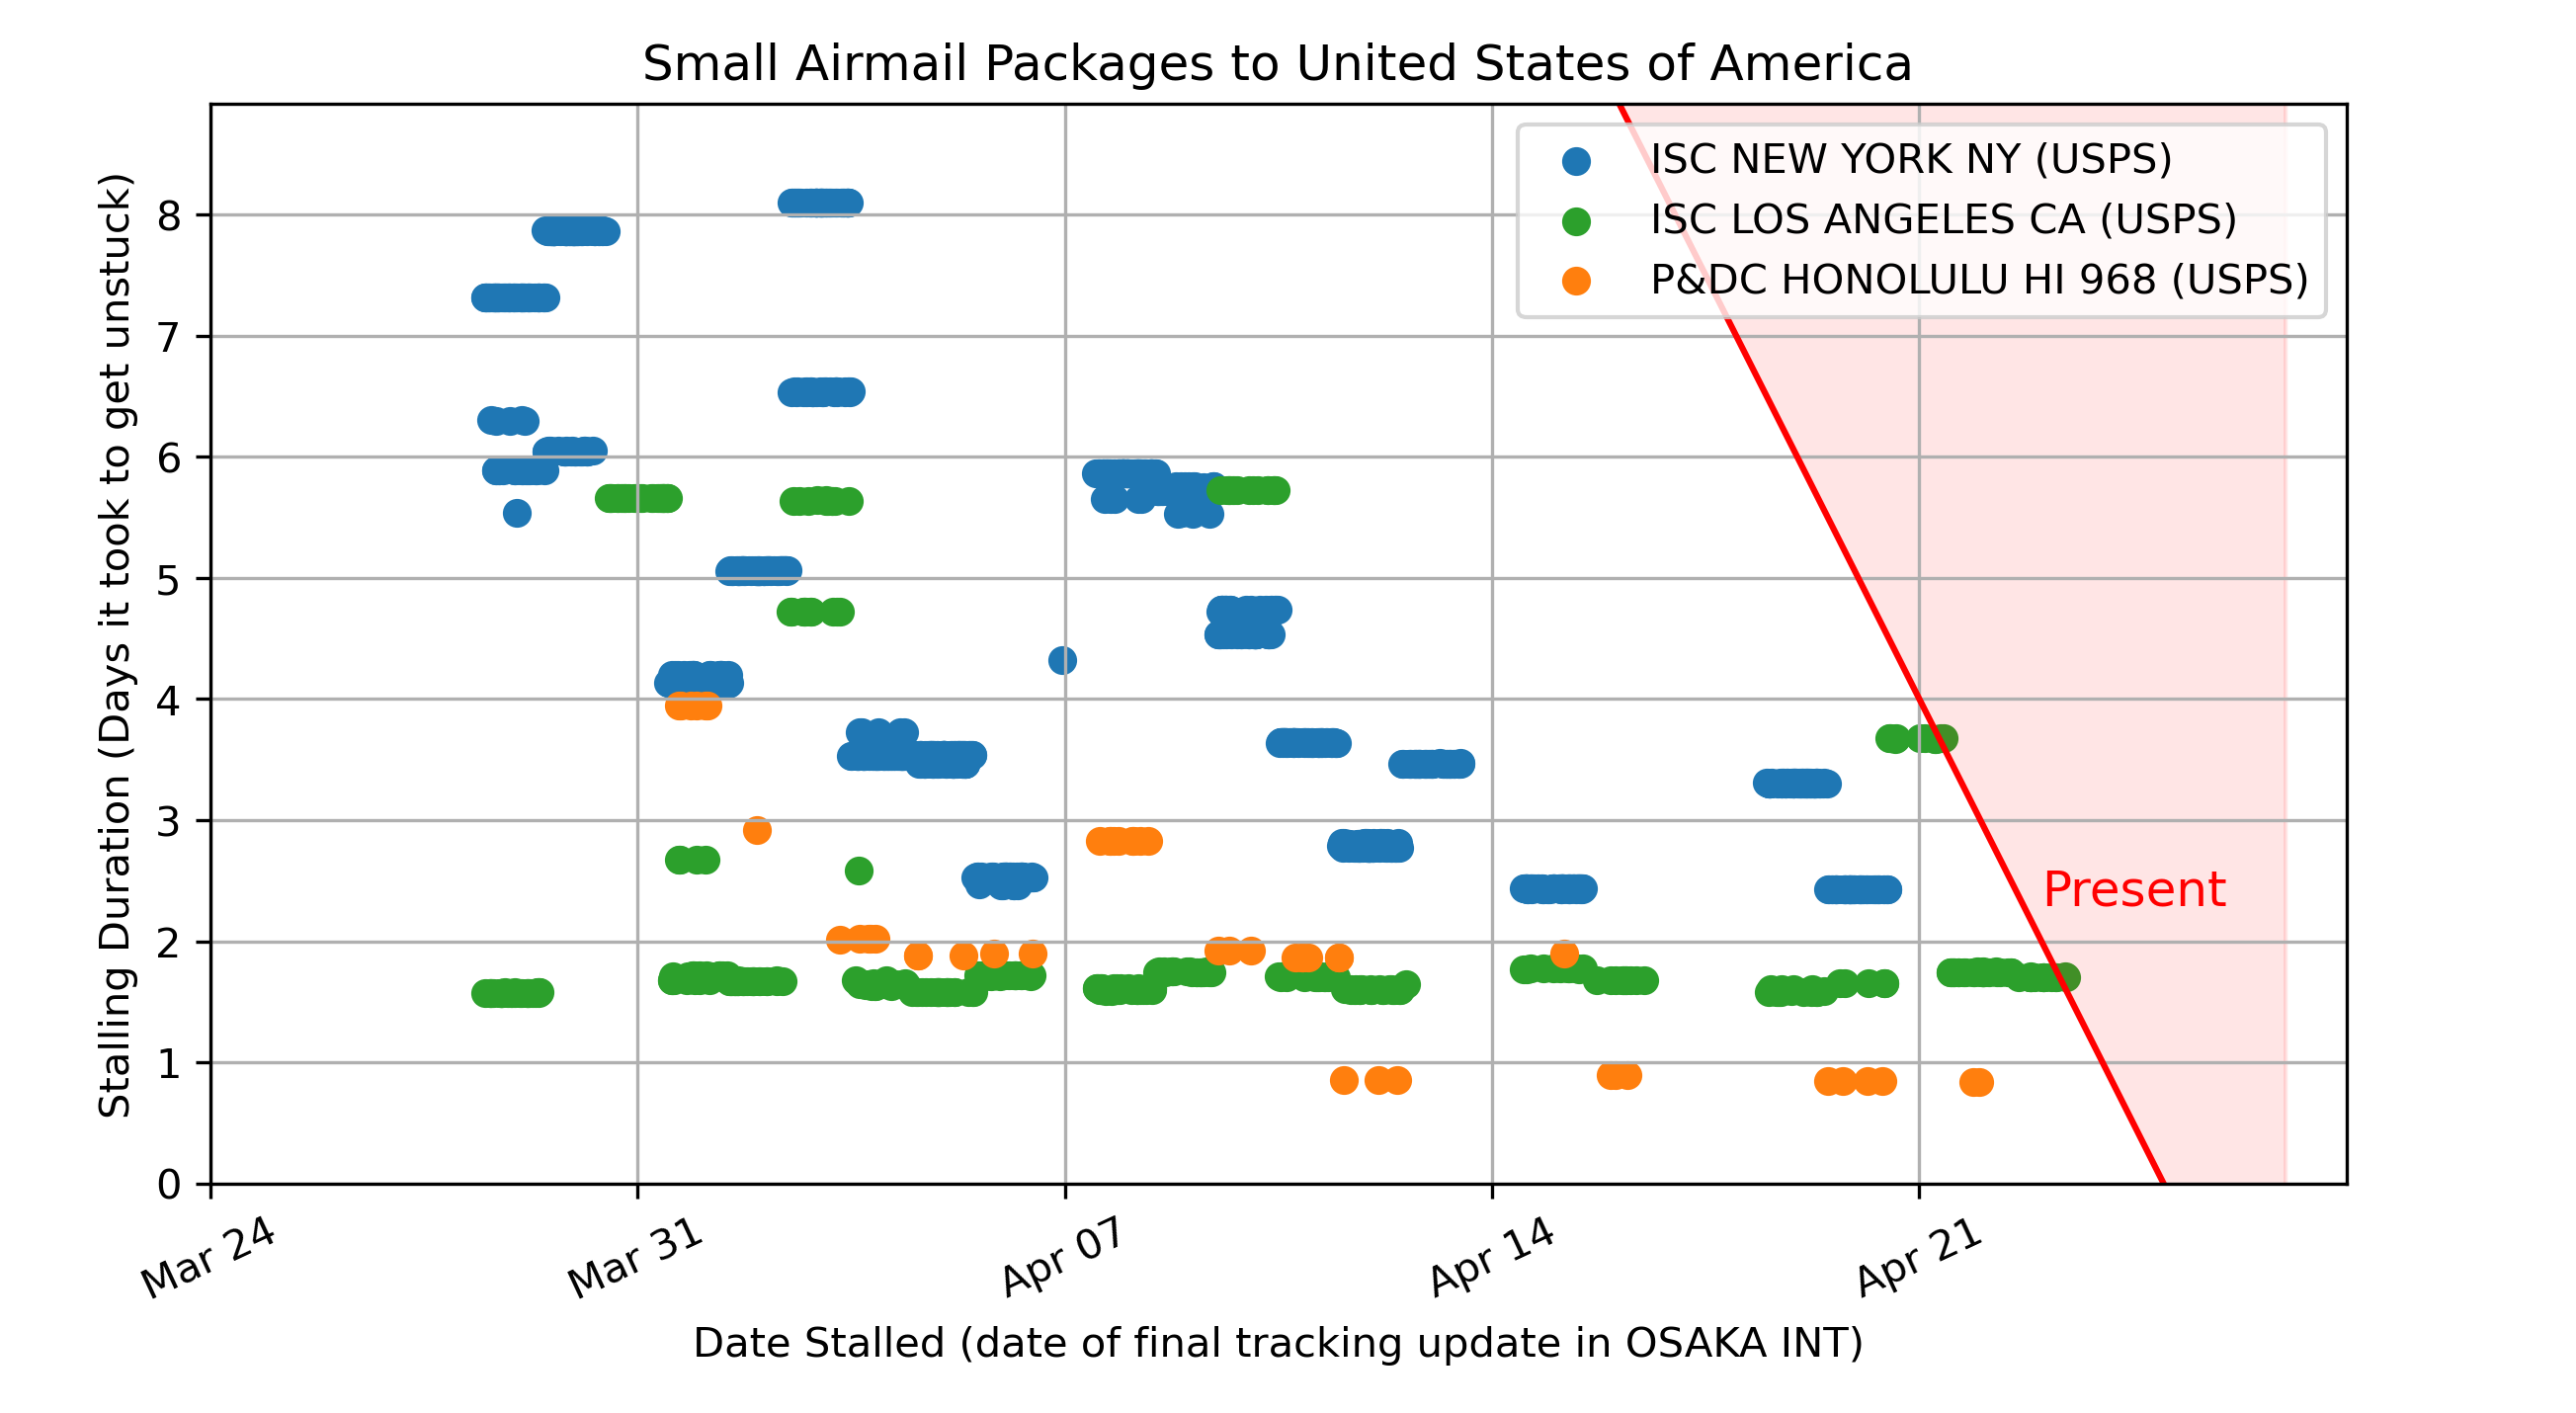 Small Airmail Packages to United States of America
ISC NEW YORK NY (USPS)
ISC LOS ANGELES CA (USPS)
P&DC HONOLULU HI 968 (USPS)
Stalling Duration (Days it took to get unstuck)
8
7
6
5
4
3
2
1
0
Present
Mar 24
Mar 31
Apr 07
Apr 14
Apr 21
Date Stalled (date of final tracking update in OSAKA INT)